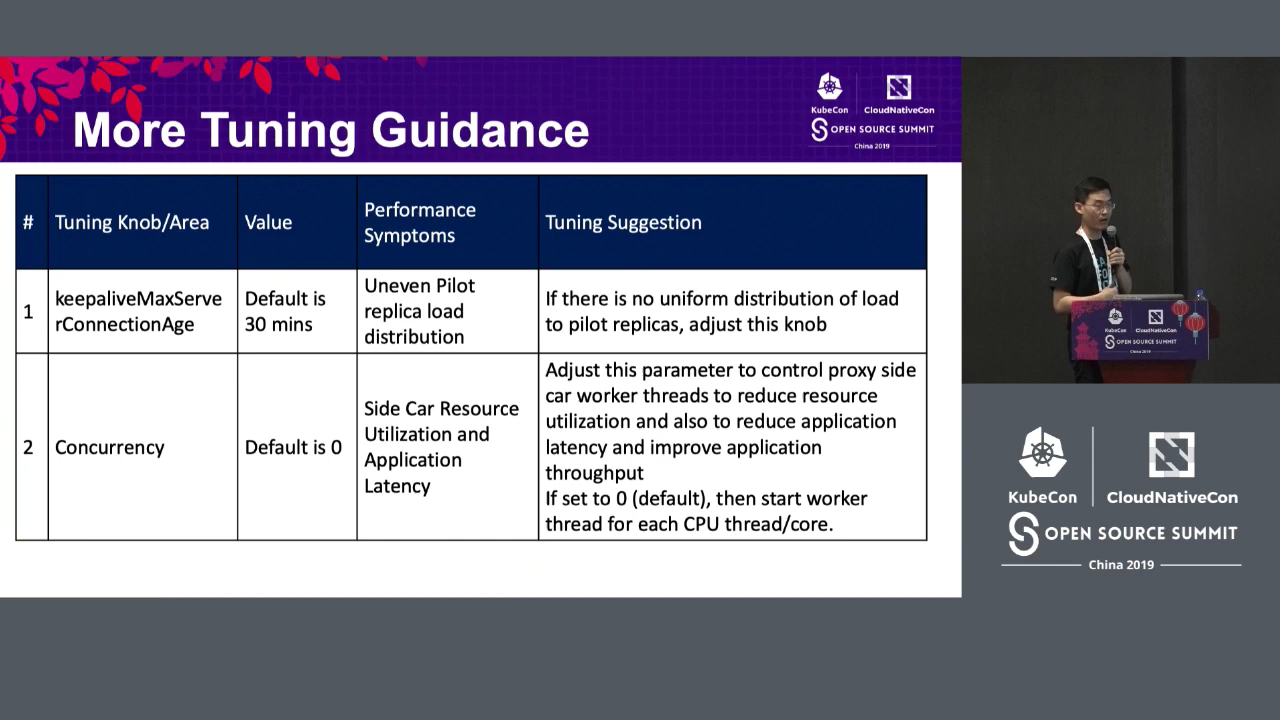 More Tuning Guidance
KubeCon
CloudNativeCon
OPEN SOURCE SUMMIT
China 2019
#
Tuning Knob/Area
Value
Performance
Symptoms
Tuning Suggestion
1
keepaliveMaxServe
rConnectionAge
Default is
30 mins
Uneven Pilot
replica load
distribution
If there is no uniform distribution of load
to pilot replicas, adjust this knob
2
Concurrency
Default is 0
Side Car Resource
Utilization and
Application
Latency
Adjust this parameter to control proxy side
car worker threads to reduce resource
utilization and also to reduce application
latency and improve application
throughput
If set to 0 (default), then start worker
thread for each CPU thread/core.
KubeCon
CloudNativeCon
OPEN SOURCE SUMMIT
China 2019
KubeCon
CloudNativeCon
OPEN SOURCE SUMMIT
China 2019